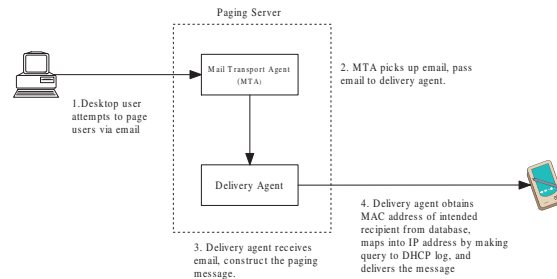 Paging Server
Mail Transport Agent
(MTA)
2. MTA picks up email, pass
email to delivery agent.
1.Desktop user
attempts to page
users via email
Delivery Agent
4. Delivery agent obtains
MAC address of intended
recipient from database,
maps into IP address by making
query to DHCP log, and
delivers the message
3. Delivery agent receives
email, construct the paging
message.